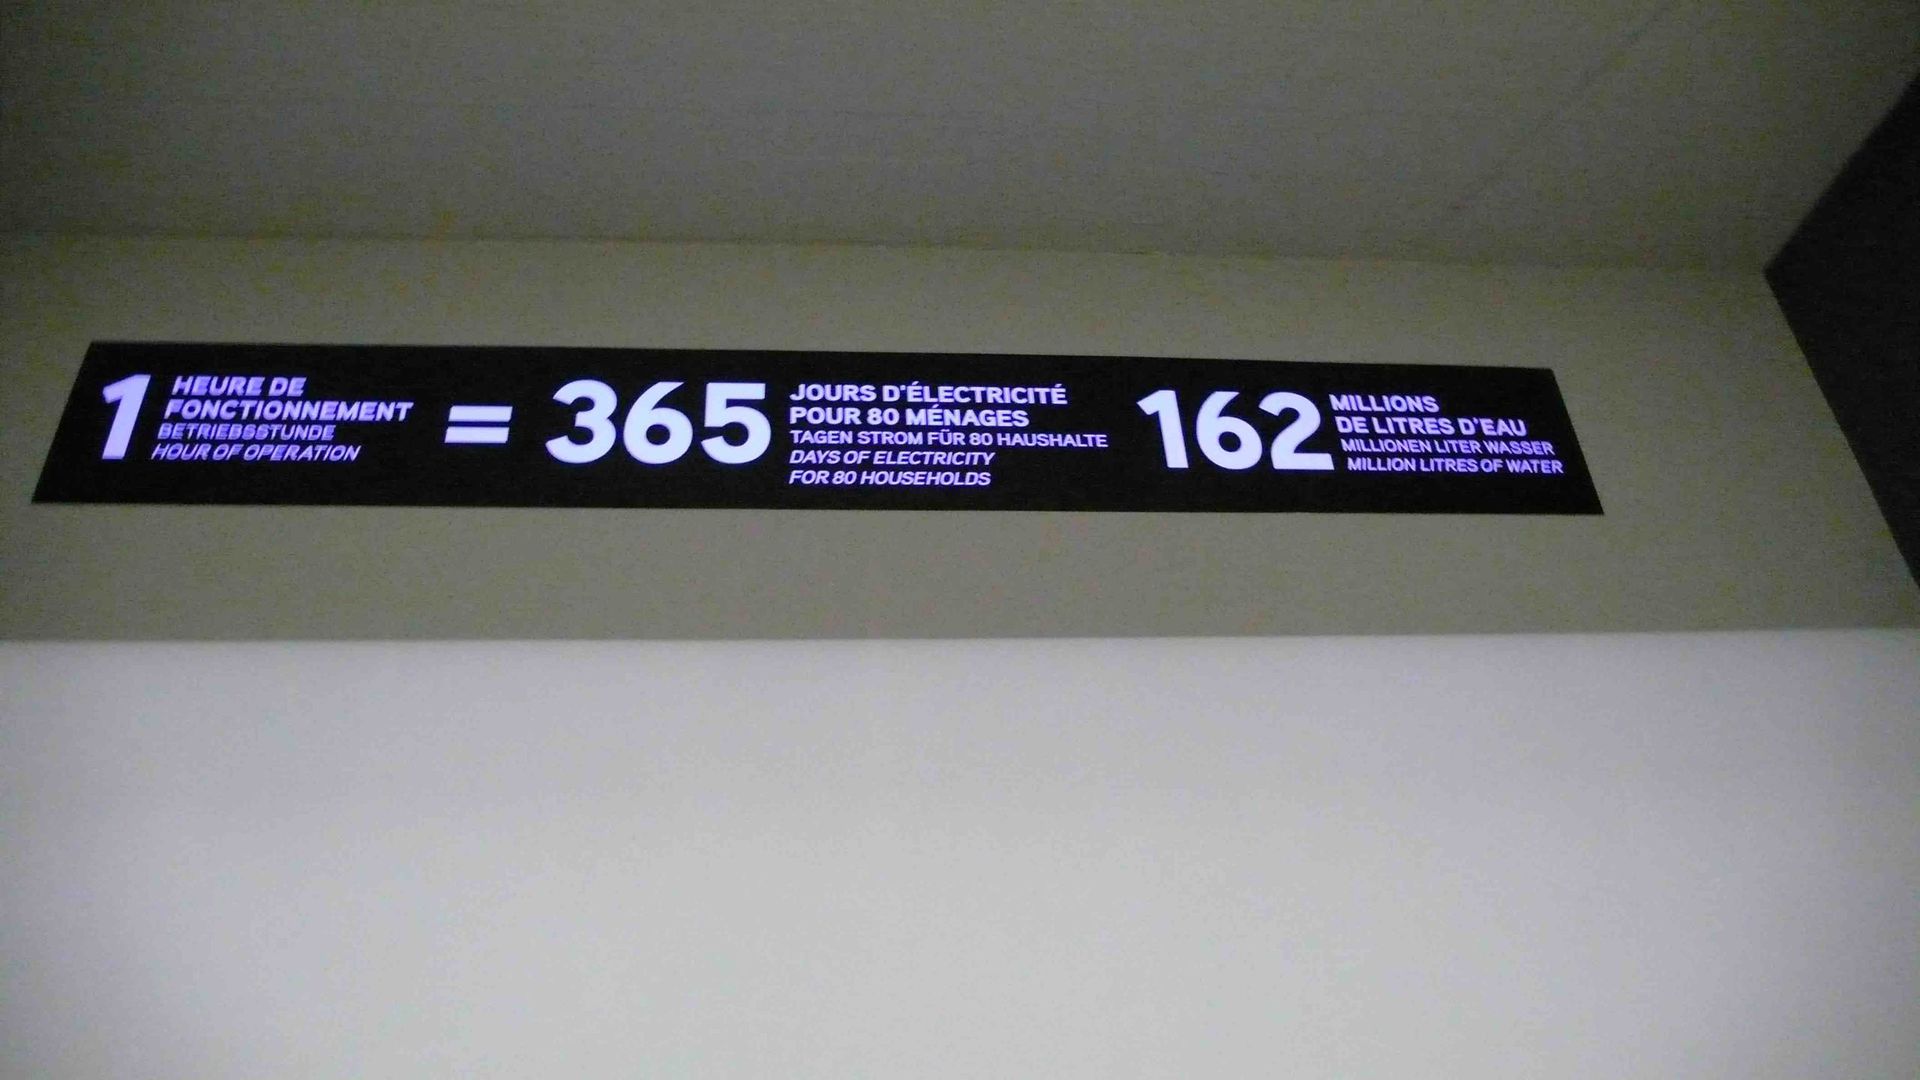 1 HEURE DE
FONCTIONNEMENT
BETRIEBSSTUNDE
HOUR OF OPERATION
=
365 JOURS D'ÉLECTRICITÉ
POUR 80 MÉNAGES
TAGEN STROM FÜR 80 HAUSHALTE
DAYS OF ELECTRICITY
FOR 80 HOUSEHOLDS
162 MILLIONS
DE LITRES D'EAU
MILLIONEN LITER WASSER
MILLION LITRES OF WATER